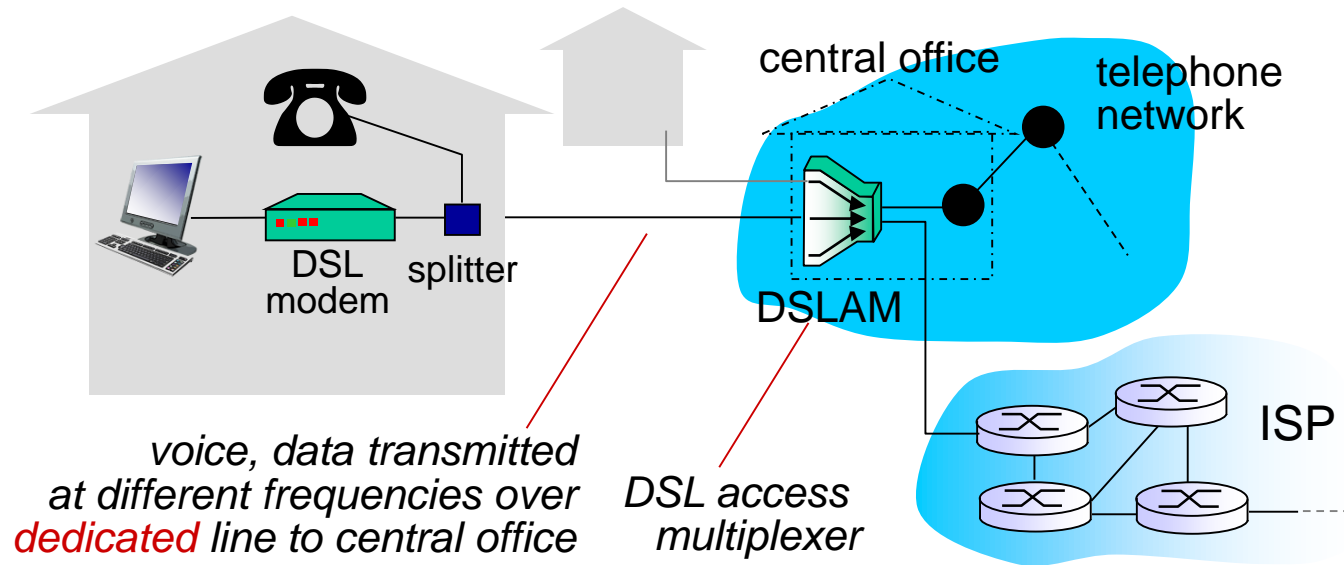 central office
telephone
network
DSL
modem
splitter
DSLAM
ISP
voice, data transmitted
at different frequencies over
dedicated line to central office
DSL access
multiplexer